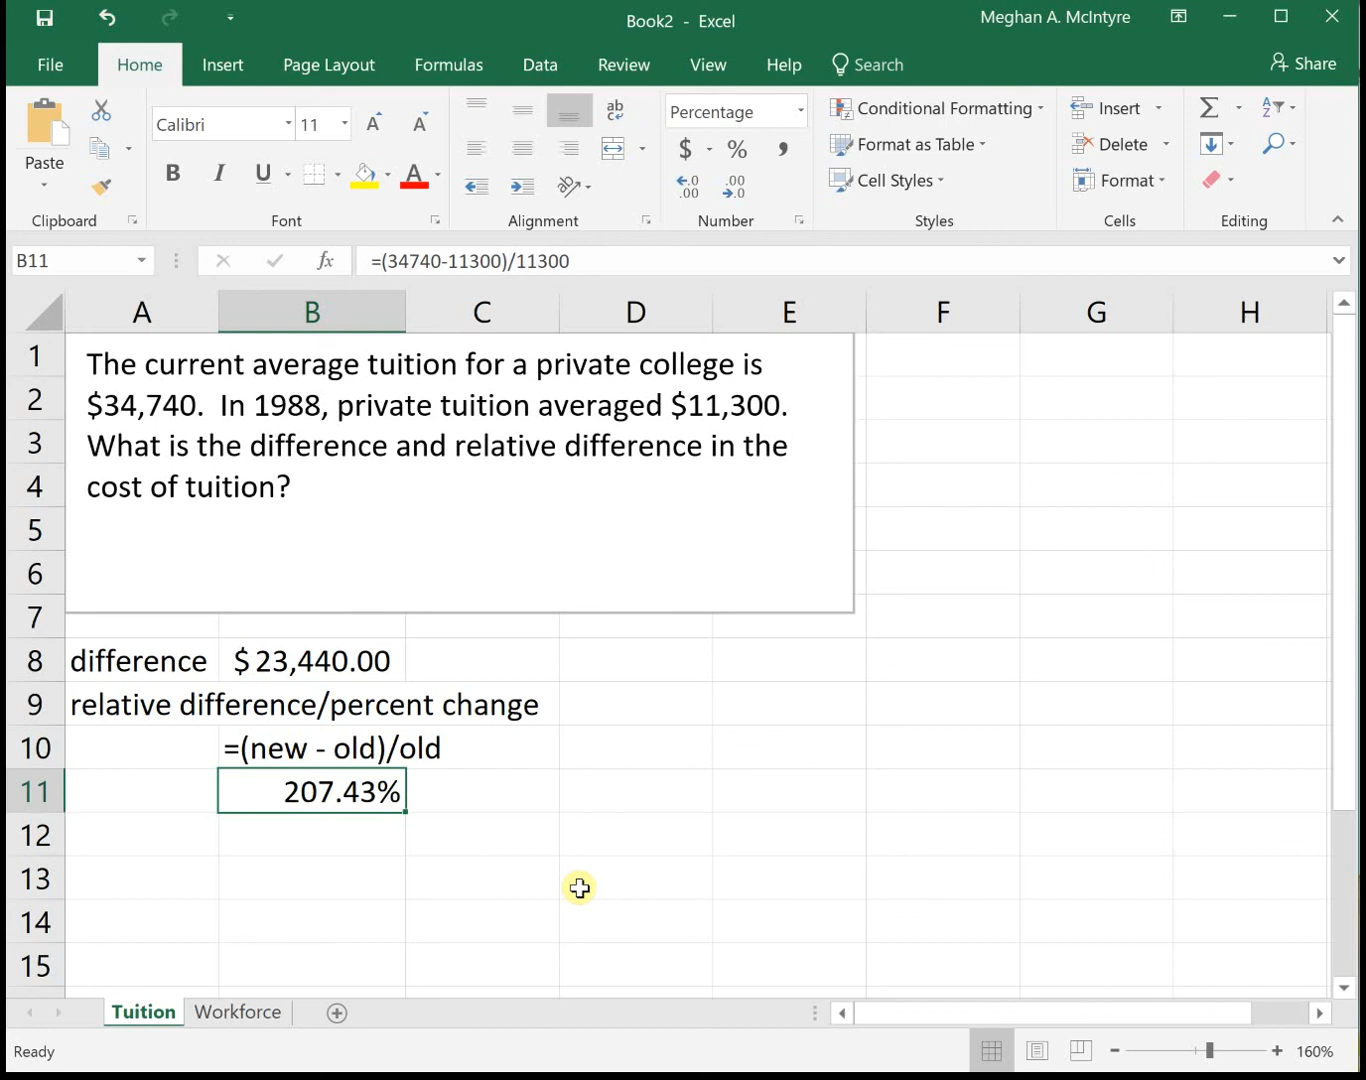 Book2 - Excel
Meghan A. McIntyre
File Home Insert Page Layout Formulas Data Review View Help Search Share
Paste
Calibri 11
B I U A
ab
c
Percentage
$ % ,
Conditional Formatting
Format as Table
Cell Styles
Insert
Delete
Format
Clipboard Font Alignment Number Styles Cells Editing
B11 fx =(34740-11300)/11300
A B C D E F G H
1
2
3
4
5
6
7
The current average tuition for a private college is
$34,740. In 1988, private tuition averaged $11,300.
What is the difference and relative difference in the
cost of tuition?
8 difference $ 23,440.00
9 relative difference/percent change
10 =(new - old)/old
11 207.43%
12
13
14
15
Tuition Workforce
Ready 160%